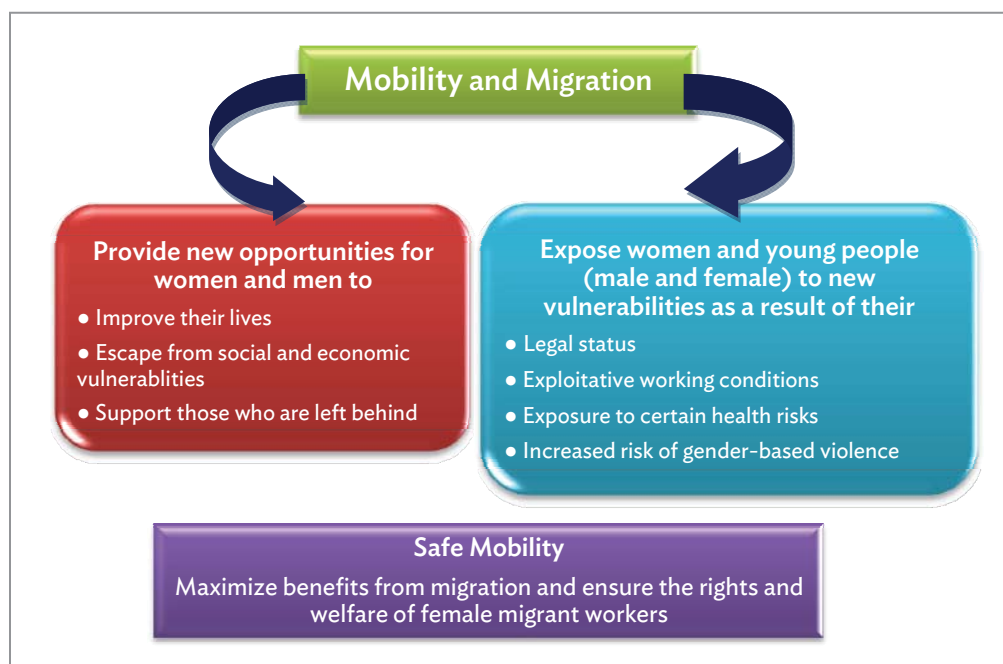 Mobility and Migration
Provide new opportunities for
women and men to
● Improve their lives
● Escape from social and economic
vulnerablities
● Support those who are left behind
Expose women and young people
(male and female) to new
vulnerabilities as a result of their
● Legal status
● Exploitative working conditions
● Exposure to certain health risks
● Increased risk of gender-based violence
Safe Mobility
Maximize benefits from migration and ensure the rights and
welfare of female migrant workers